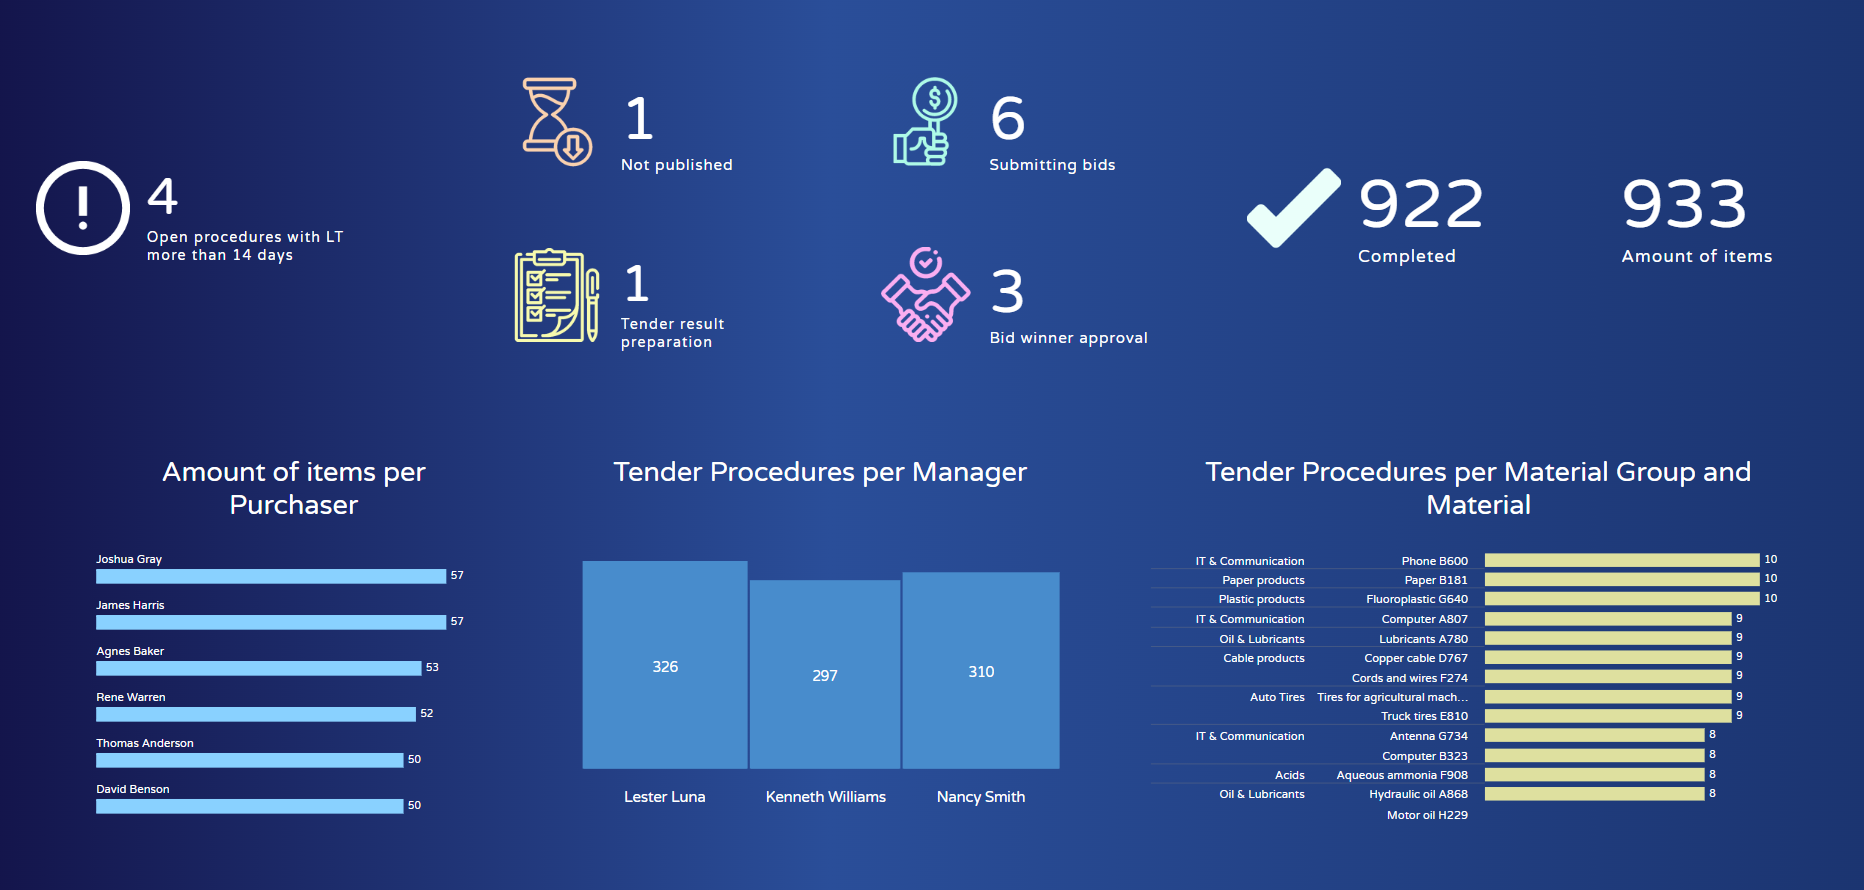 4
Open procedures with LT
more than 14 days
1
Not published
6
Submitting bids
1
Tender result
preparation
3
Bid winner approval
922
Completed
933
Amount of items
Amount of items per
Purchaser
Joshua Gray
57
James Harris
57
Agnes Baker
53
Rene Warren
52
Thomas Anderson
50
David Benson
50
Tender Procedures per Manager
326
297
310
Lester Luna
Kenneth Williams
Nancy Smith
Tender Procedures per Material Group and
Material
IT & Communication Phone B600 10
Paper products Paper B181 10
Plastic products Fluoroplastic G640 10
IT & Communication Computer A807 9
Oil & Lubricants Lubricants A780 9
Cable products Copper cable D767 9
Cords and wires F274 9
Auto Tires Tires for agricultural mach... 9
Truck tires E810 9
IT & Communication Antenna G734 8
Computer B323 8
Acids Aqueous ammonia F908 8
Oil & Lubricants Hydraulic oil A868 8
Motor oil H229